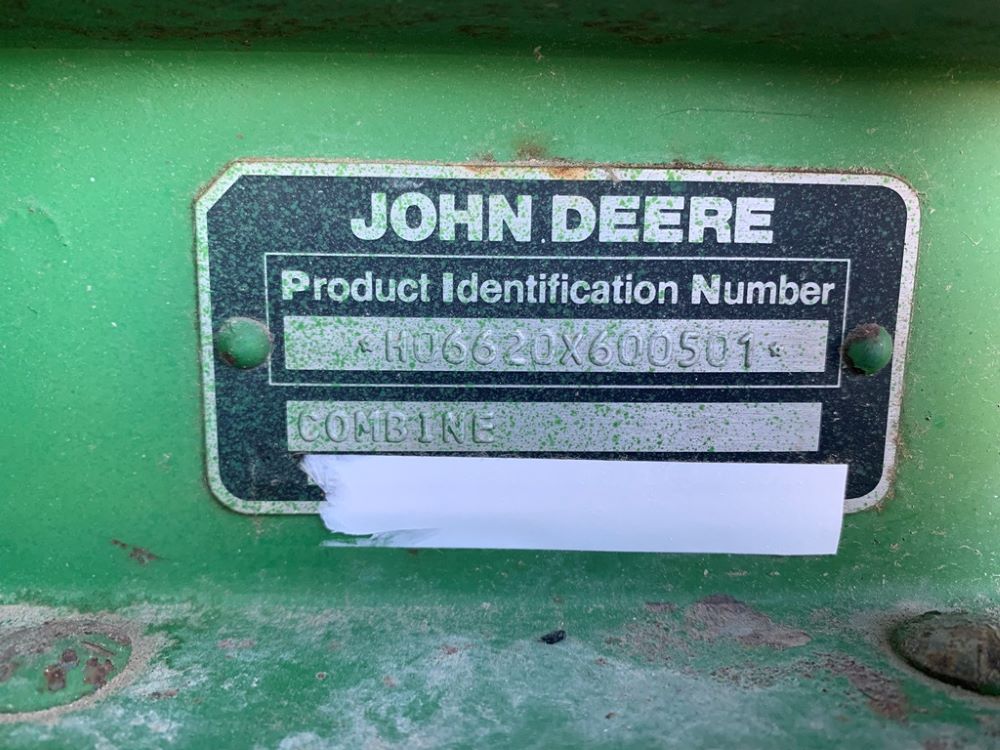 JOHN DEERE
Product Identification Number
*H06620X600501*
COMBINE